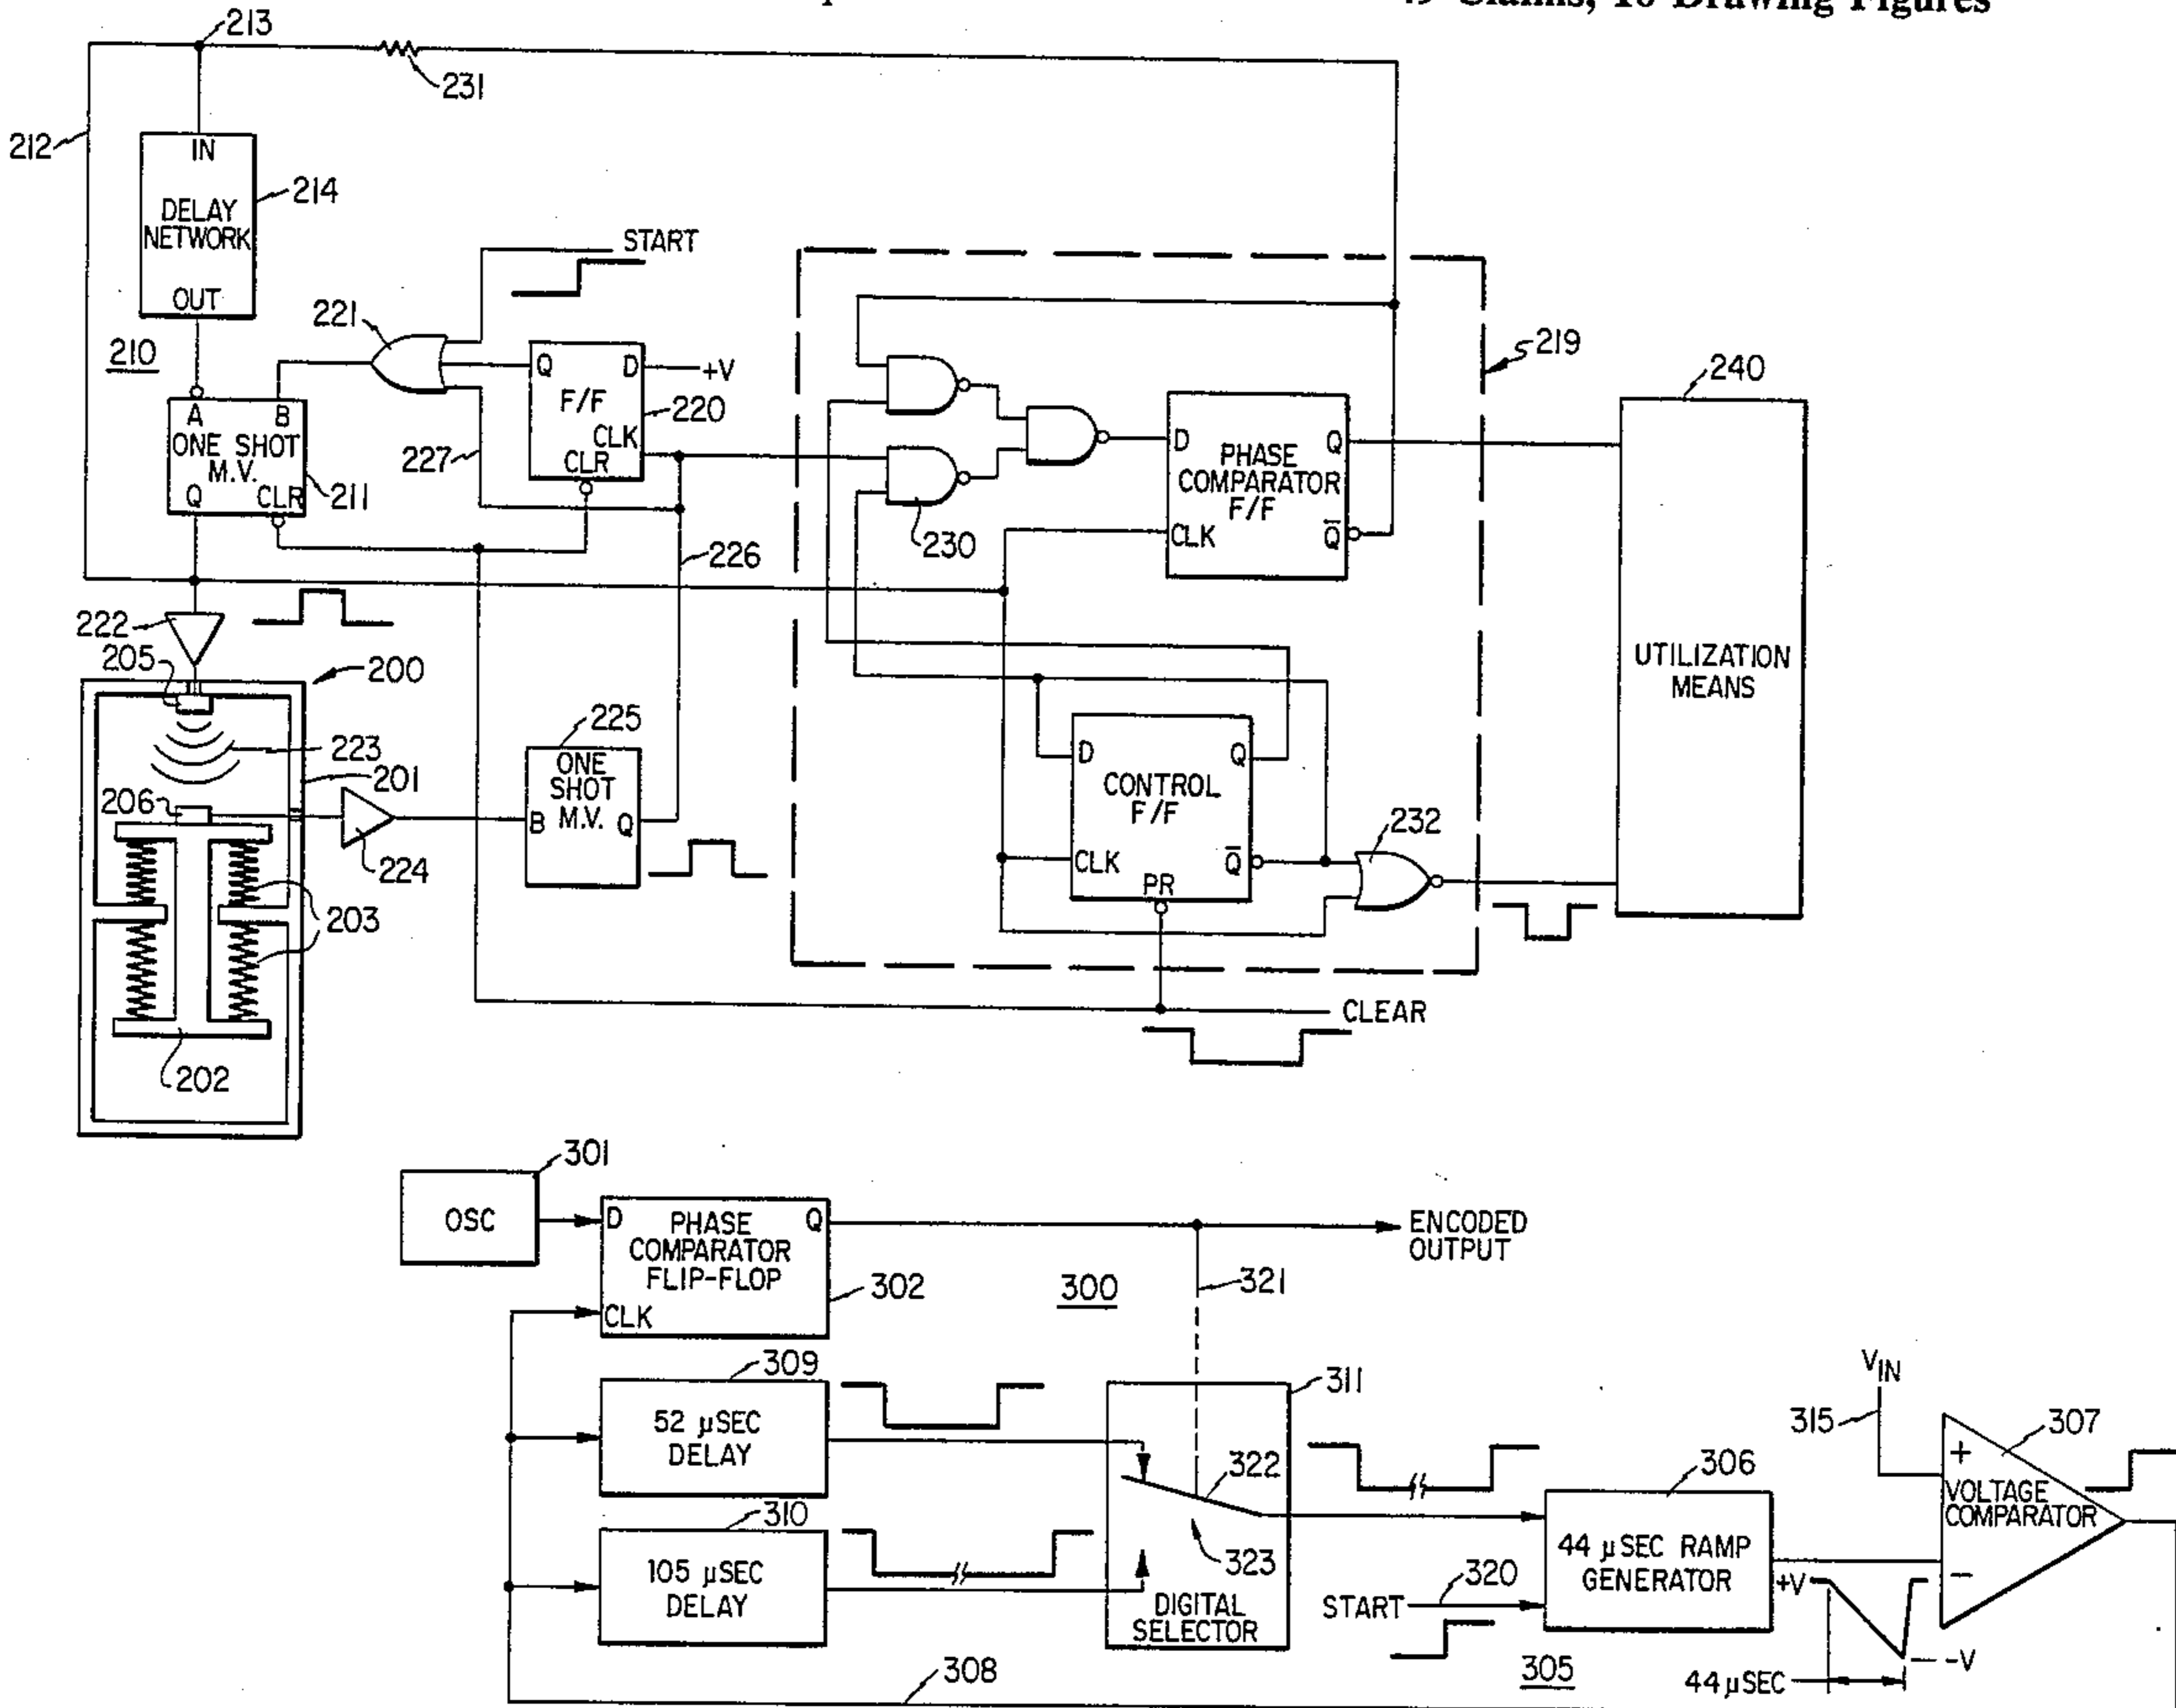 Claims, 10 Drawing Figures
213
231
212
IN
214
DELAY
NETWORK
OUT
START
221
210
Q D +V
F/F
220
CLK
CLR
227
A B
ONE SHOT
M.V.
Q CLR
211
226
219
240
D Q
PHASE
COMPARATOR
F/F
CLK Q̅
230
UTILIZATION
MEANS
222
205
200
223
201
206
224
225
ONE
SHOT
M.V.
B Q
D Q
CONTROL
F/F
CLK Q̅
PR
232
203
202
CLEAR
301
OSC
D PHASE Q
COMPARATOR
FLIP-FLOP
CLK
302
300
321
ENCODED
OUTPUT
309
52 μSEC
DELAY
310
105 μSEC
DELAY
311
322
323
DIGITAL
SELECTOR
306
44 μSEC RAMP
GENERATOR
START
320
305
VIN
315
307
+
VOLTAGE
COMPARATOR
−
+V
-V
44 μSEC
308